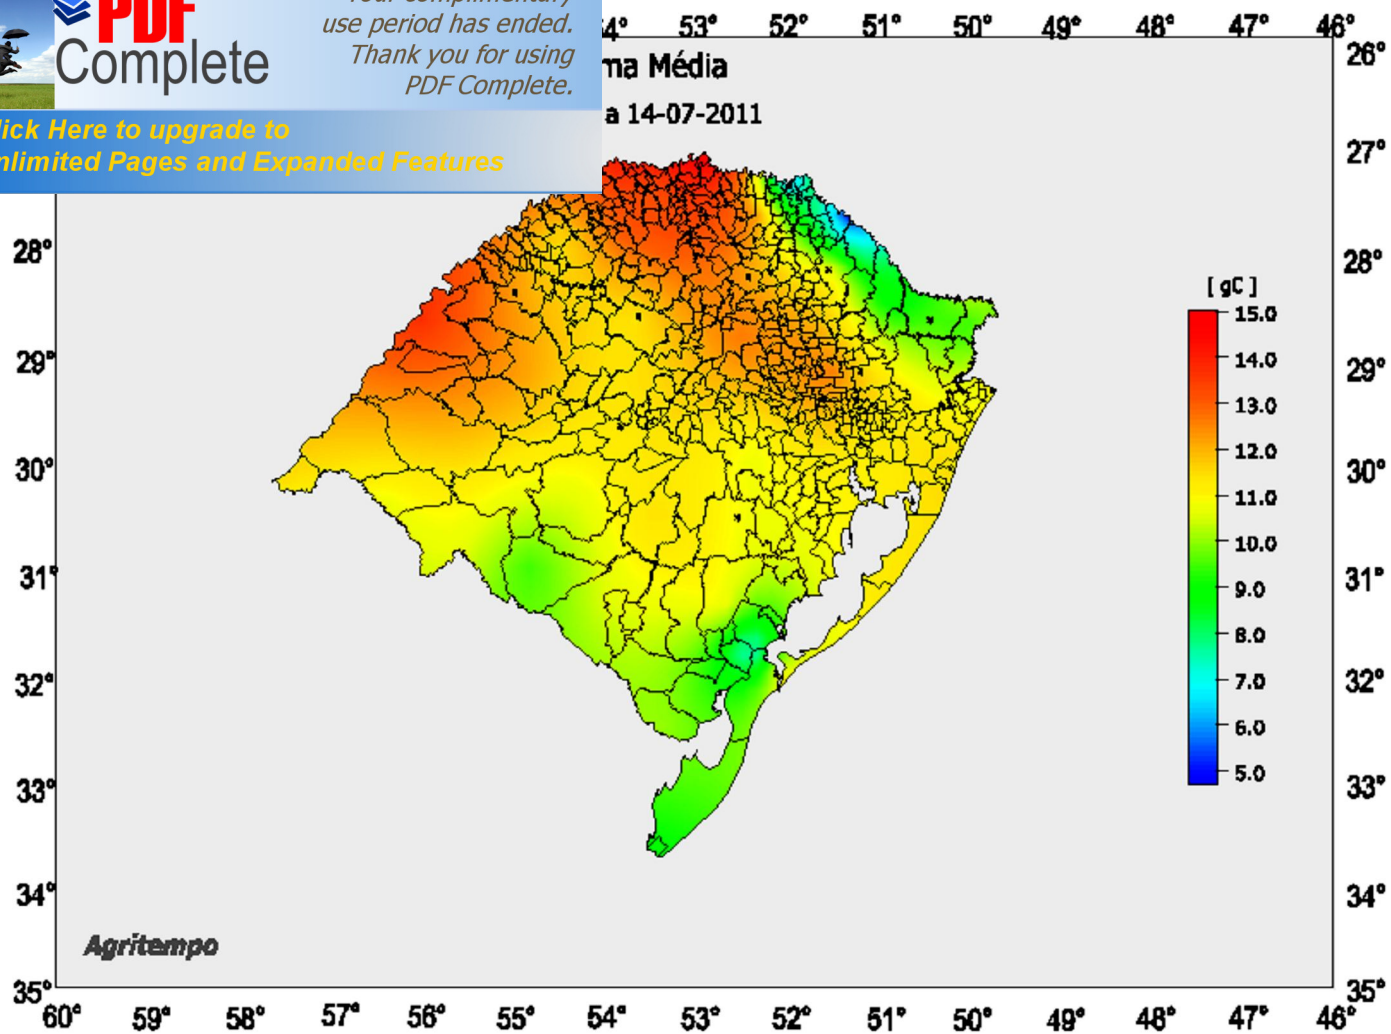 PDF
Complete
Your complimentary
use period has ended.
Thank you for using
PDF Complete.
Click Here to upgrade to
Unlimited Pages and Expanded Features
54° 53° 52° 51° 50° 49° 48° 47° 46°
ma Média
a 14-07-2011
26°
27°
28°
29°
30°
31°
32°
33°
34°
35°
28°
29°
30°
31°
32°
33°
34°
35°
[ gC ]
15.0
14.0
13.0
12.0
11.0
10.0
9.0
8.0
7.0
6.0
5.0
Agritempo
60° 59° 58° 57° 56° 55° 54° 53° 52° 51° 50° 49° 48° 47° 46°